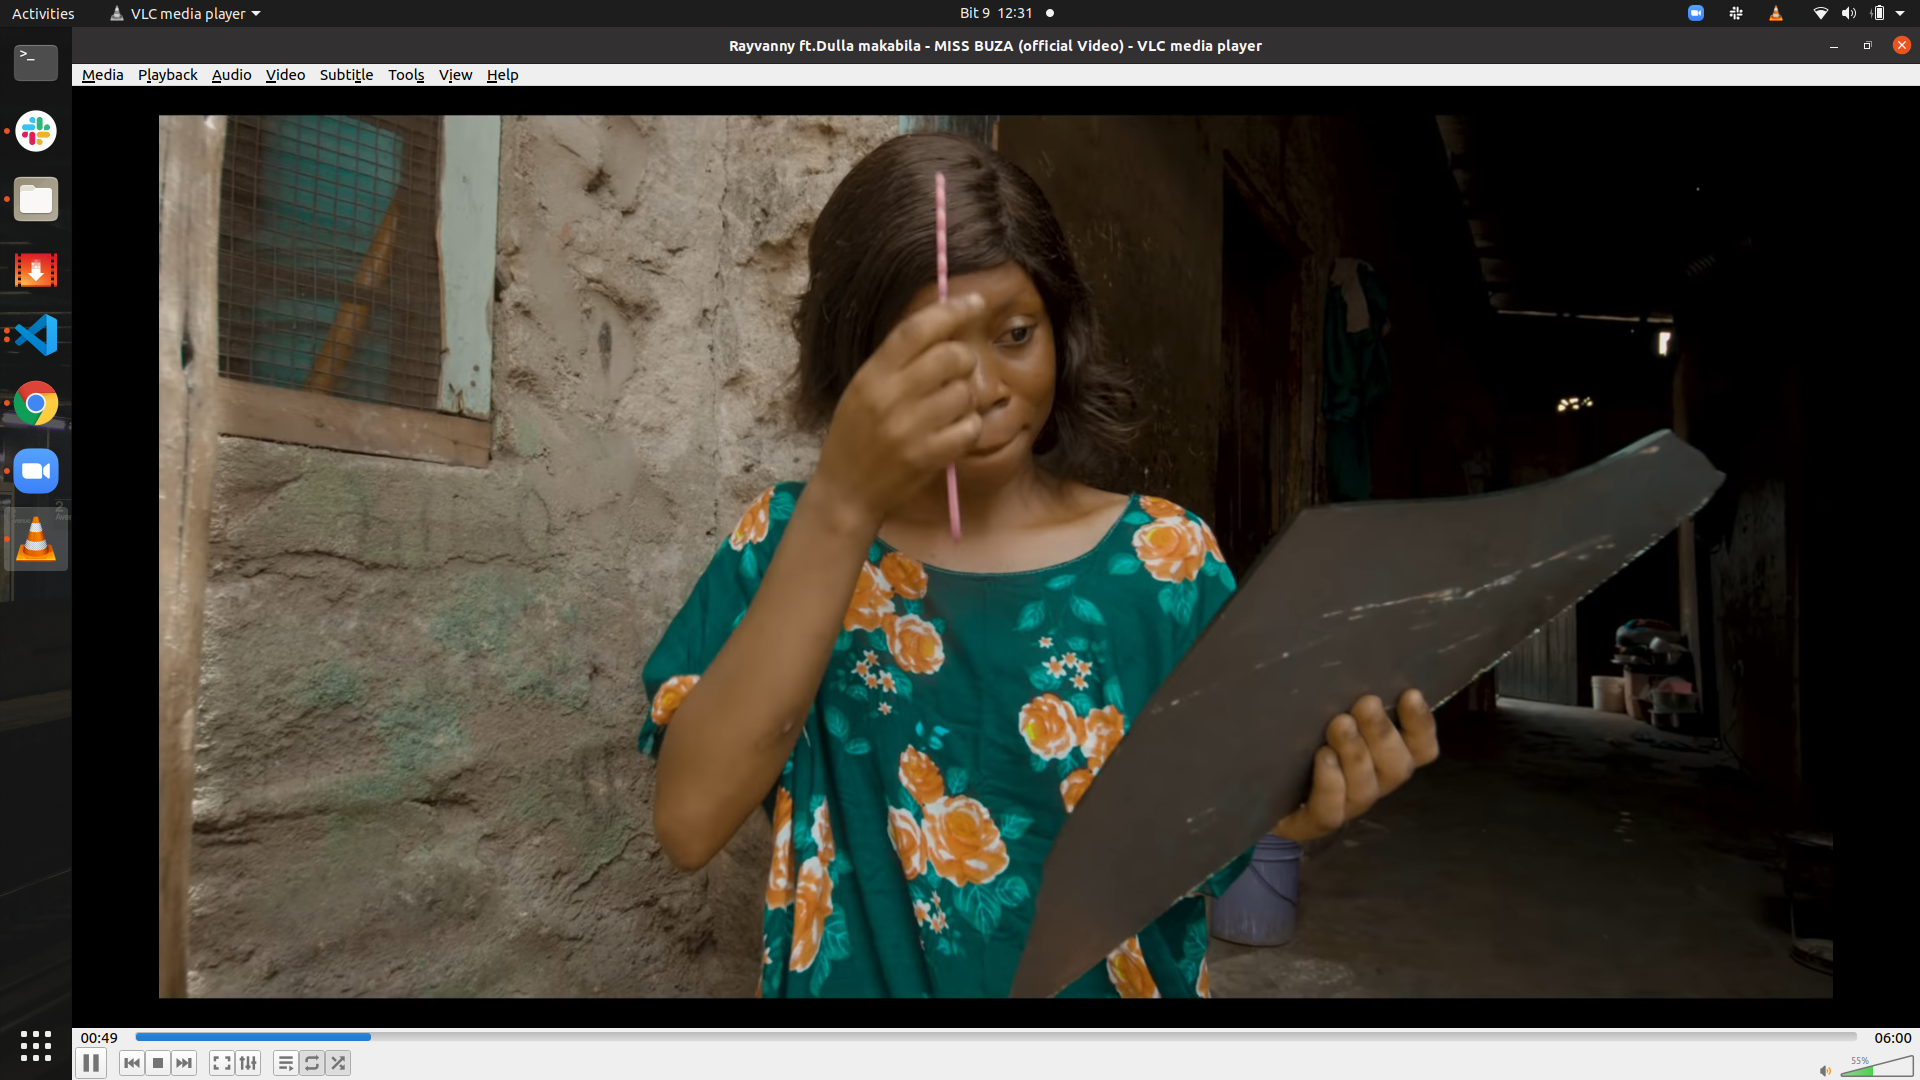 Activities VLC media player Bit 9 12:31
Rayvanny ft.Dulla makabila - MISS BUZA (official Video) - VLC media player
Media Playback Audio Video Subtitle Tools View Help
>_
00:49 06:00
55%